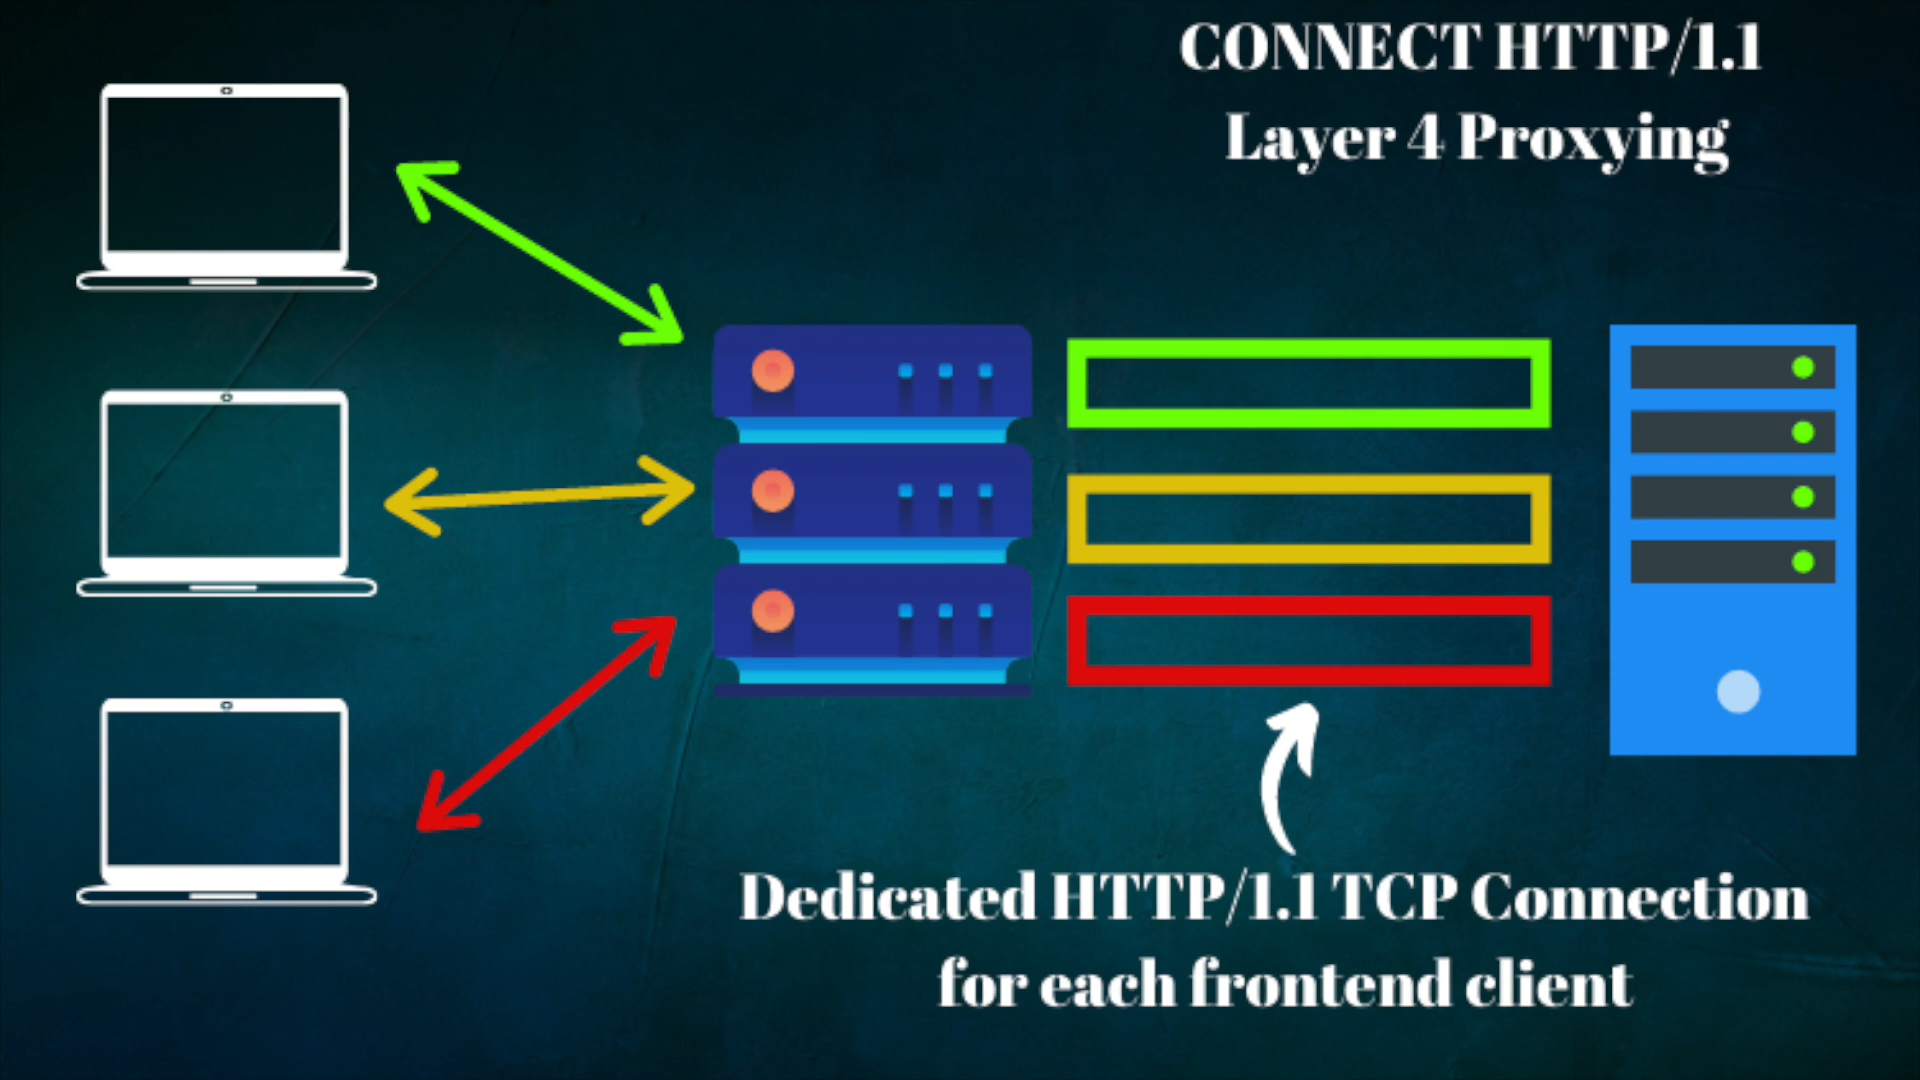 CONNECT HTTP/1.1
Layer 4 Proxying
Dedicated HTTP/1.1 TCP Connection
for each frontend client